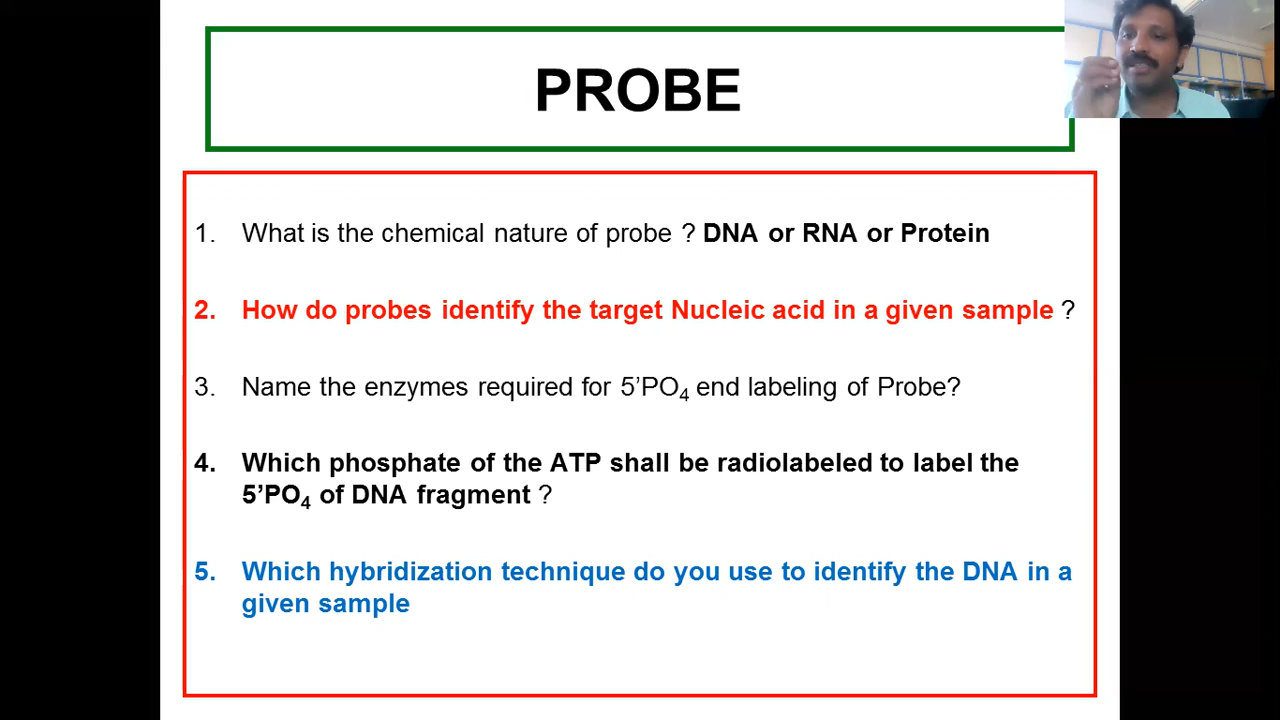 PROBE
1. What is the chemical nature of probe ? DNA or RNA or Protein
2. How do probes identify the target Nucleic acid in a given sample ?
3. Name the enzymes required for 5’PO₄ end labeling of Probe?
4. Which phosphate of the ATP shall be radiolabeled to label the
5’PO₄ of DNA fragment ?
5. Which hybridization technique do you use to identify the DNA in a
given sample